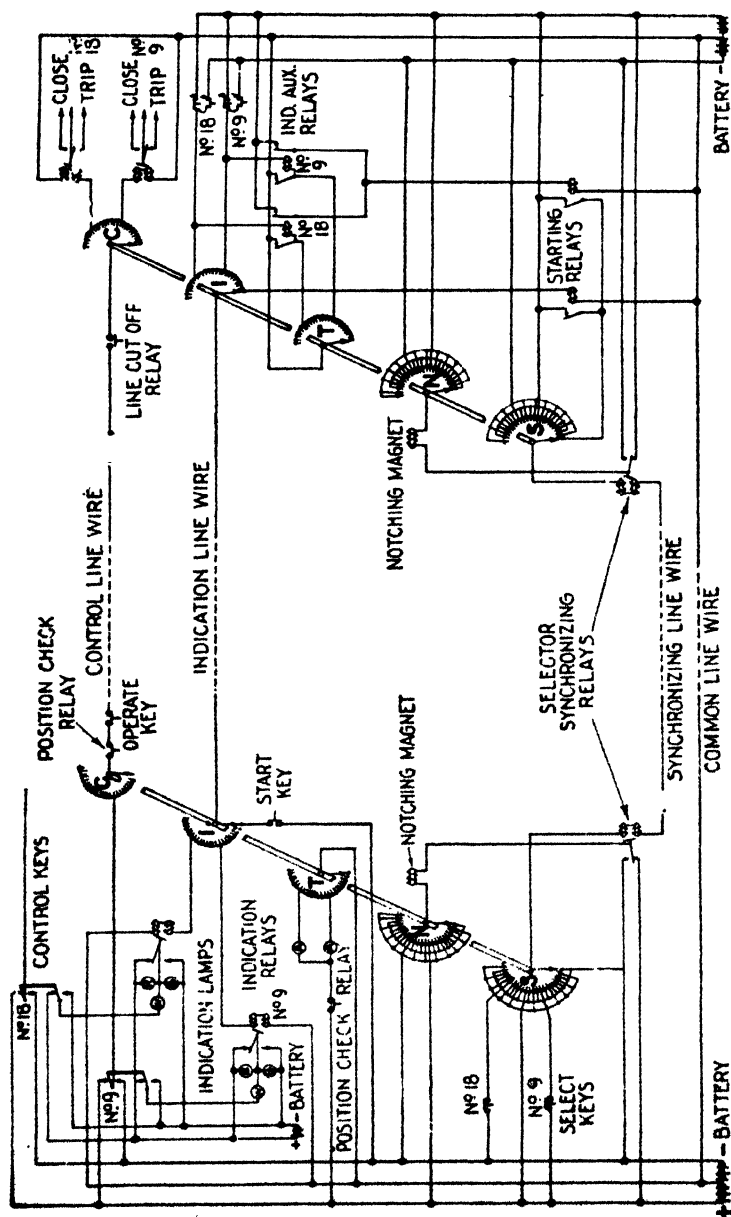 CLOSE
TRIP 18
CLOSE No
TRIP 9
C
LINE CUT OFF
RELAY
No 18
No 9
IND. AUX.
RELAYS
No
9
No
18
I
T
N
S
NOTCHING MAGNET
STARTING
RELAYS
BATTERY -
CONTROL LINE WIRE
INDICATION LINE WIRE
SELECTOR
SYNCHRONIZING
RELAYS
SYNCHRONIZING LINE WIRE
COMMON LINE WIRE
POSITION CHECK
RELAY
OPERATE
KEY
C
START
KEY
I
NOTCHING MAGNET
T
N
S
CONTROL KEYS
No 18
No 9
INDICATION LAMPS
INDICATION
RELAYS
No 9
+ - BATTERY
POSITION CHECK RELAY
No 18
No 9
SELECT
KEYS
+ - BATTERY